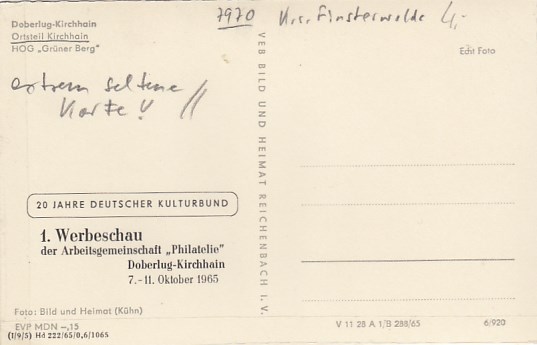 Doberlug-Kirchhain
Ortsteil Kirchhain
HOG „Grüner Berg"
7970 Krs. Finsterwalde 4,-
Echt Foto
extrem seltene
Karte! //
VEB BILD UND HEIMAT REICHENBACH I. V.
20 JAHRE DEUTSCHER KULTURBUND
1. Werbeschau
der Arbeitsgemeinschaft „Philatelie"
Doberlug-Kirchhain
7.-11. Oktober 1965
Foto: Bild und Heimat (Kühn)
EVP MDN –,15
(I/9/5) Hd 222/65/0,6/1065
V 11 28 A 1/B 288/65
6/920